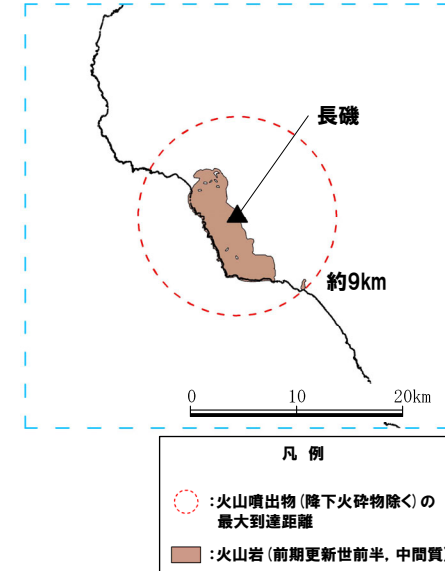 長磯
約9km
0 10 20km
凡 例
:火山噴出物(降下火砕物除く)の
最大到達距離
:火山岩(前期更新世前半, 中間質)